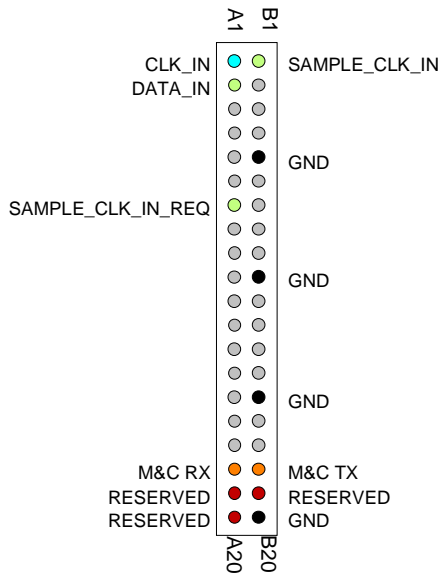 A1 B1
CLK_IN SAMPLE_CLK_IN
DATA_IN
GND
SAMPLE_CLK_IN_REQ
GND
GND
M&C RX M&C TX
RESERVED RESERVED
RESERVED GND
A20 B20